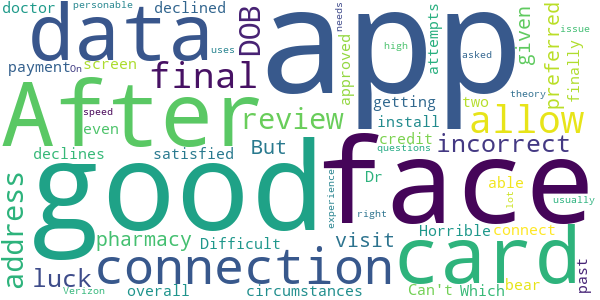 doctor
personable
declined
data
DOB
app
needs
given
attempts
preferred
finally
issue
uses
high
asked
payment
On
screen
final
approved
After
speed
even
review
getting
install
two
theory
allow
credit
incorrect
declines
satisfied
But
good
face
questions
address
pharmacy
Difficult
visit
Dr
experience
right
able
lot
usually
connect
Horrible
card
connection
luck
Verizon
overall
circumstances
Can't
Which
bear
past